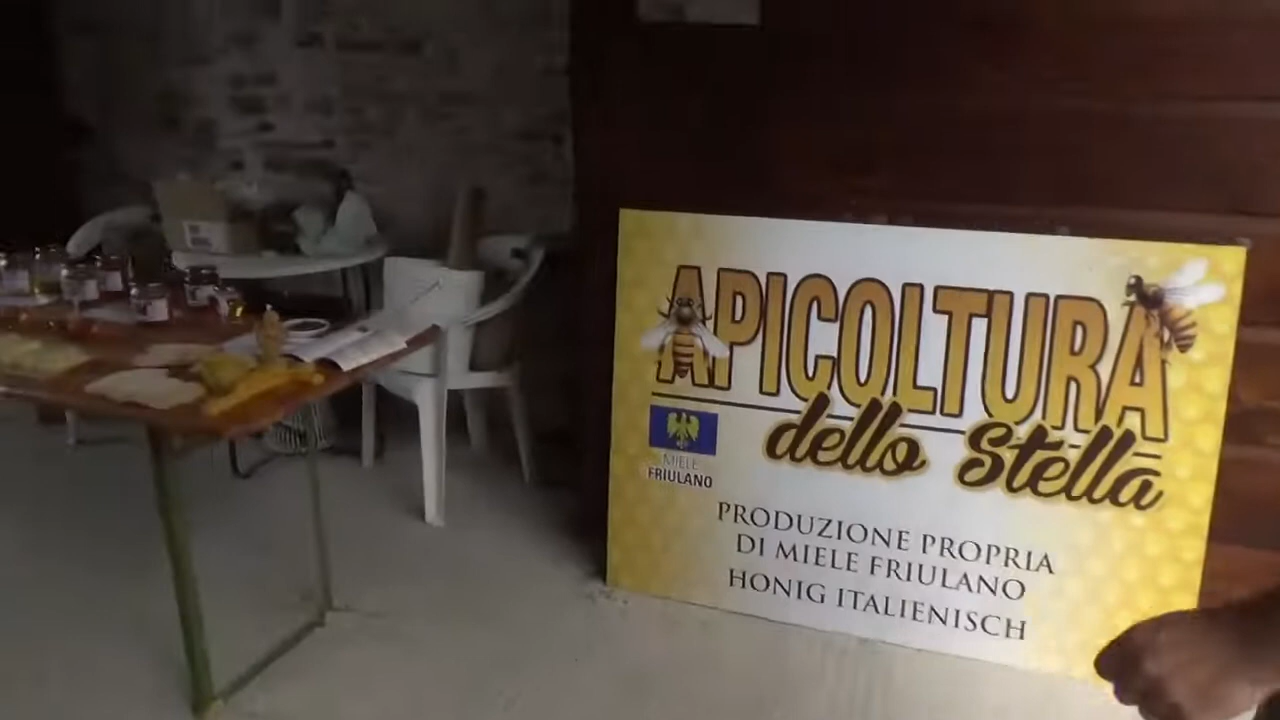 APICOLTURA
dello Stella
MIELE
FRIULANO
PRODUZIONE PROPRIA
DI MIELE FRIULANO
HONIG ITALIENISCH